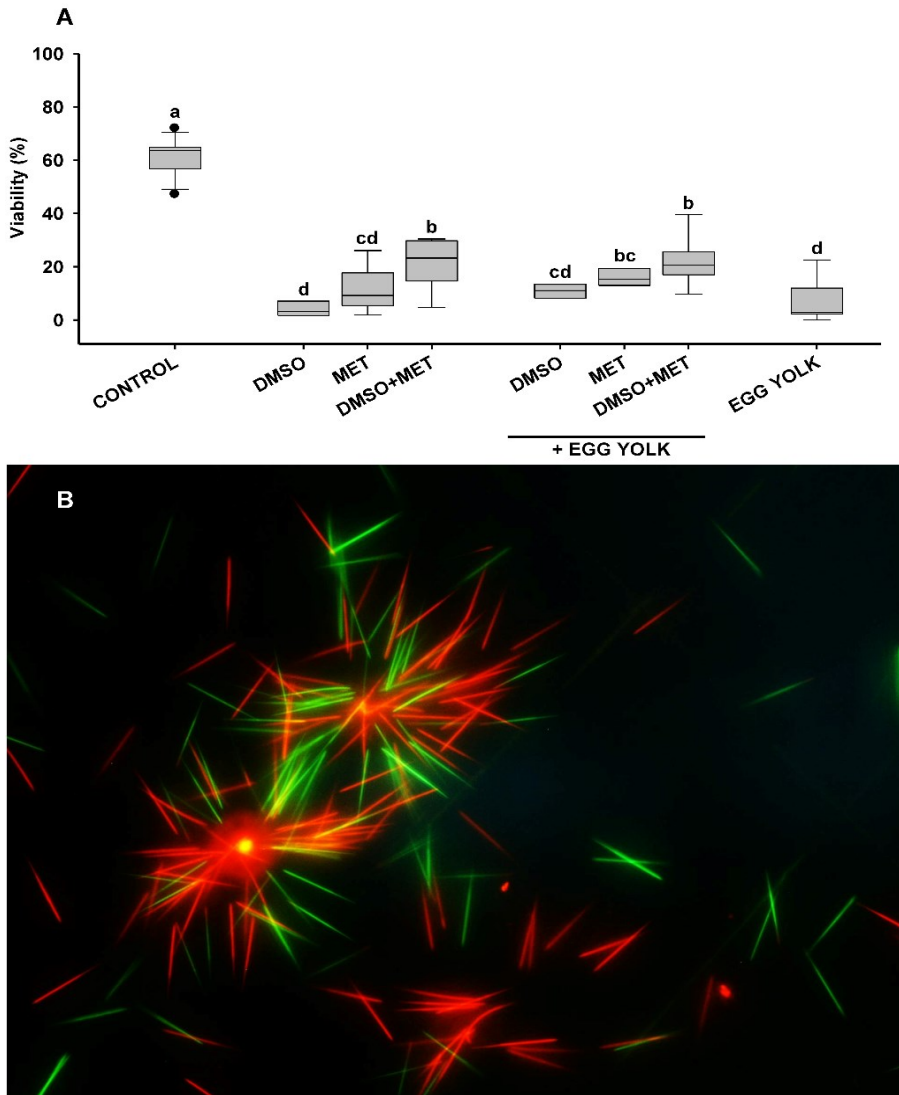 A
100
80
60
40
20
0
Viability (%)
a
d
cd
b
cd
bc
b
d
CONTROL
DMSO
MET
DMSO+MET
DMSO
MET
DMSO+MET
EGG YOLK
+ EGG YOLK
B